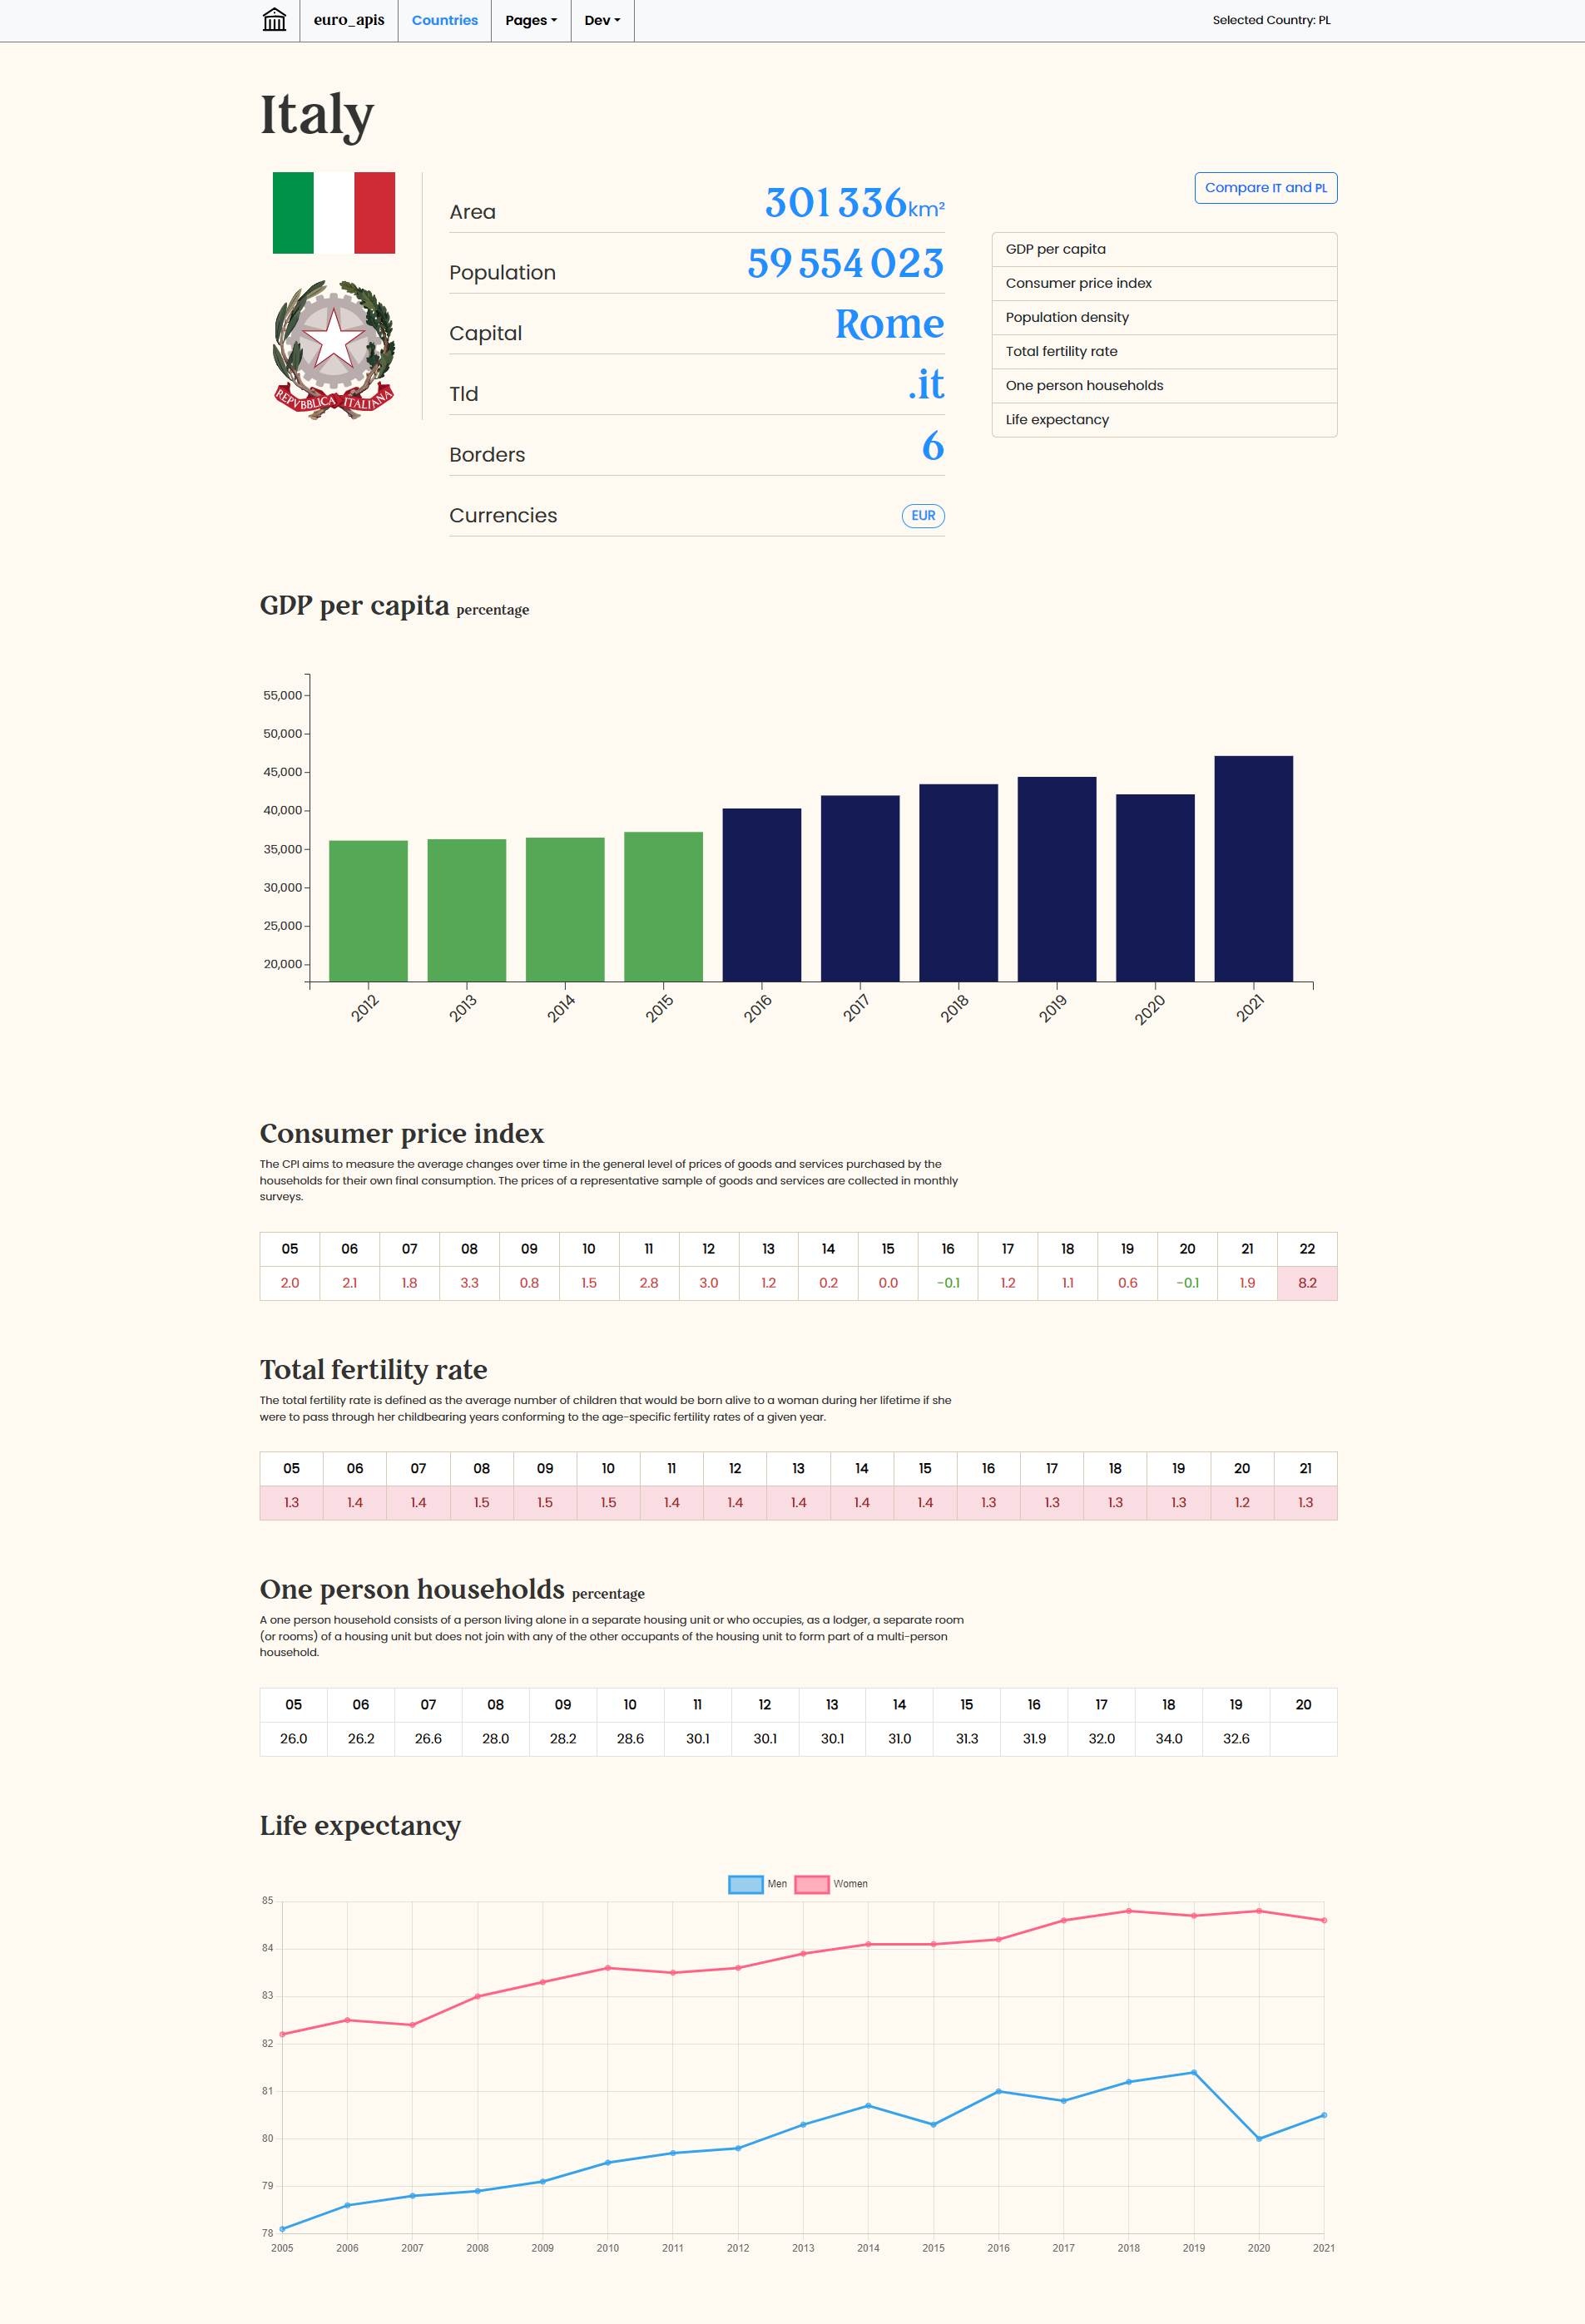 euro_apis Countries Pages Dev Selected Country: PL
Italy
REPVBBLICA ITALIANA
Area 301 336km²
Population 59 554 023
Capital Rome
Tld .it
Borders 6
Currencies EUR
Compare IT and PL
GDP per capita
Consumer price index
Population density
Total fertility rate
One person households
Life expectancy
GDP per capita percentage
55,000
50,000
45,000
40,000
35,000
30,000
25,000
20,000
2012 2013 2014 2015 2016 2017 2018 2019 2020 2021
Consumer price index
The CPI aims to measure the average changes over time in the general level of prices of goods and services purchased by the
households for their own final consumption. The prices of a representative sample of goods and services are collected in monthly
surveys.
05 06 07 08 09 10 11 12 13 14 15 16 17 18 19 20 21 22
2.0 2.1 1.8 3.3 0.8 1.5 2.8 3.0 1.2 0.2 0.0 -0.1 1.2 1.1 0.6 -0.1 1.9 8.2
Total fertility rate
The total fertility rate is defined as the average number of children that would be born alive to a woman during her lifetime if she
were to pass through her childbearing years conforming to the age-specific fertility rates of a given year.
05 06 07 08 09 10 11 12 13 14 15 16 17 18 19 20 21
1.3 1.4 1.4 1.5 1.5 1.5 1.4 1.4 1.4 1.4 1.4 1.3 1.3 1.3 1.3 1.2 1.3
One person households percentage
A one person household consists of a person living alone in a separate housing unit or who occupies, as a lodger, a separate room
(or rooms) of a housing unit but does not join with any of the other occupants of the housing unit to form part of a multi-person
household.
05 06 07 08 09 10 11 12 13 14 15 16 17 18 19 20
26.0 26.2 26.6 28.0 28.2 28.6 30.1 30.1 30.1 31.0 31.3 31.9 32.0 34.0 32.6
Life expectancy
Men Women
85
84
83
82
81
80
79
78
2005 2006 2007 2008 2009 2010 2011 2012 2013 2014 2015 2016 2017 2018 2019 2020 2021